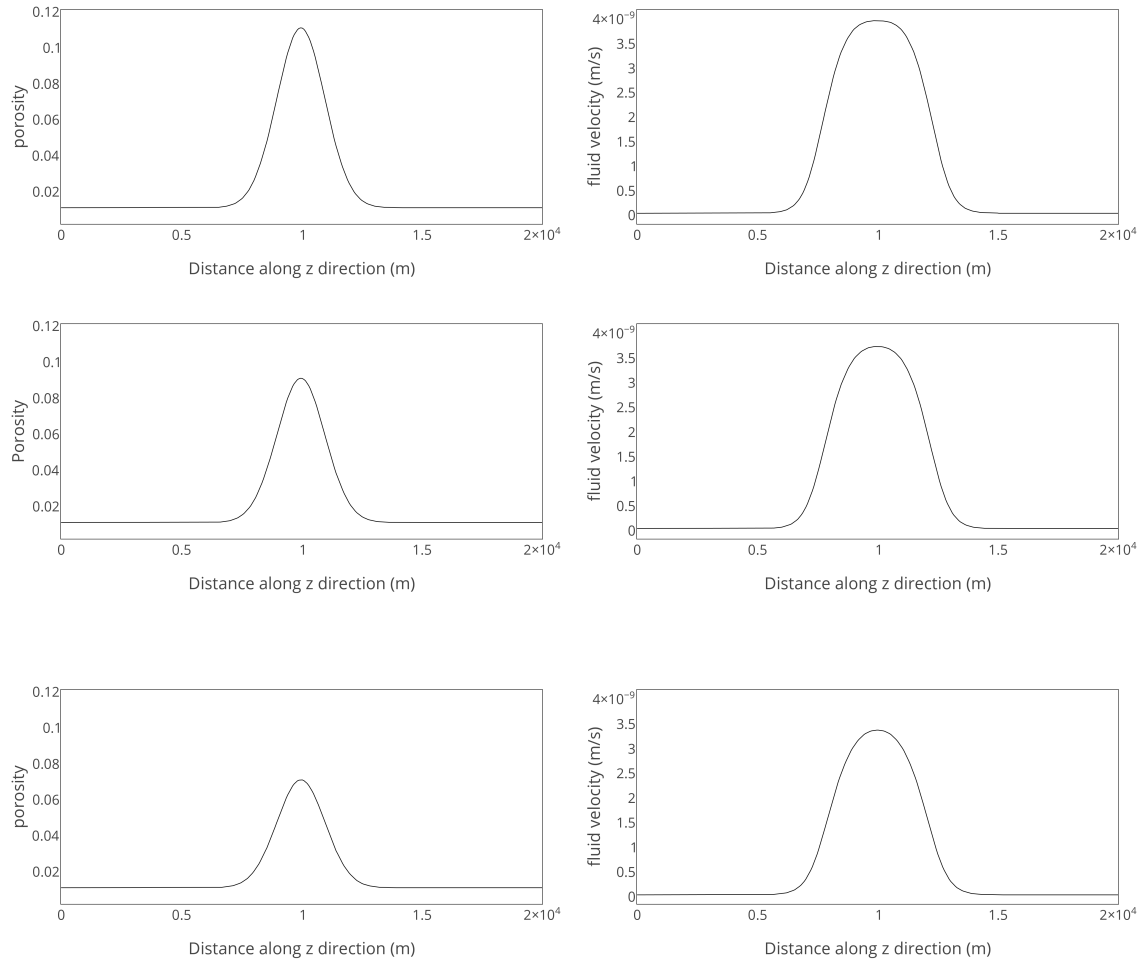 porosity
0.12
0.1
0.08
0.06
0.04
0.02
0 0.5 1 1.5 2×10⁴
Distance along z direction (m)
fluid velocity (m/s)
4×10⁻⁹
3.5
3
2.5
2
1.5
1
0.5
0
0 0.5 1 1.5 2×10⁴
Distance along z direction (m)
Porosity
0.12
0.1
0.08
0.06
0.04
0.02
0 0.5 1 1.5 2×10⁴
Distance along z direction (m)
fluid velocity (m/s)
4×10⁻⁹
3.5
3
2.5
2
1.5
1
0.5
0
0 0.5 1 1.5 2×10⁴
Distance along z direction (m)
porosity
0.12
0.1
0.08
0.06
0.04
0.02
0 0.5 1 1.5 2×10⁴
Distance along z direction (m)
fluid velocity (m/s)
4×10⁻⁹
3.5
3
2.5
2
1.5
1
0.5
0
0 0.5 1 1.5 2×10⁴
Distance along z direction (m)